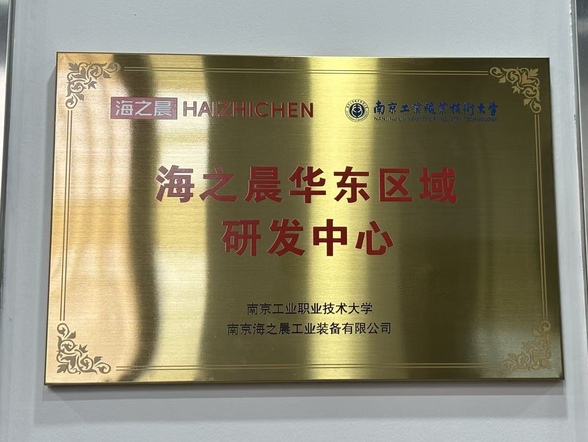 海之晨 HAIZHICHEN 南京工业职业技术大学
海之晨华东区域
研发中心
南京工业职业技术大学
南京海之晨工业装备有限公司